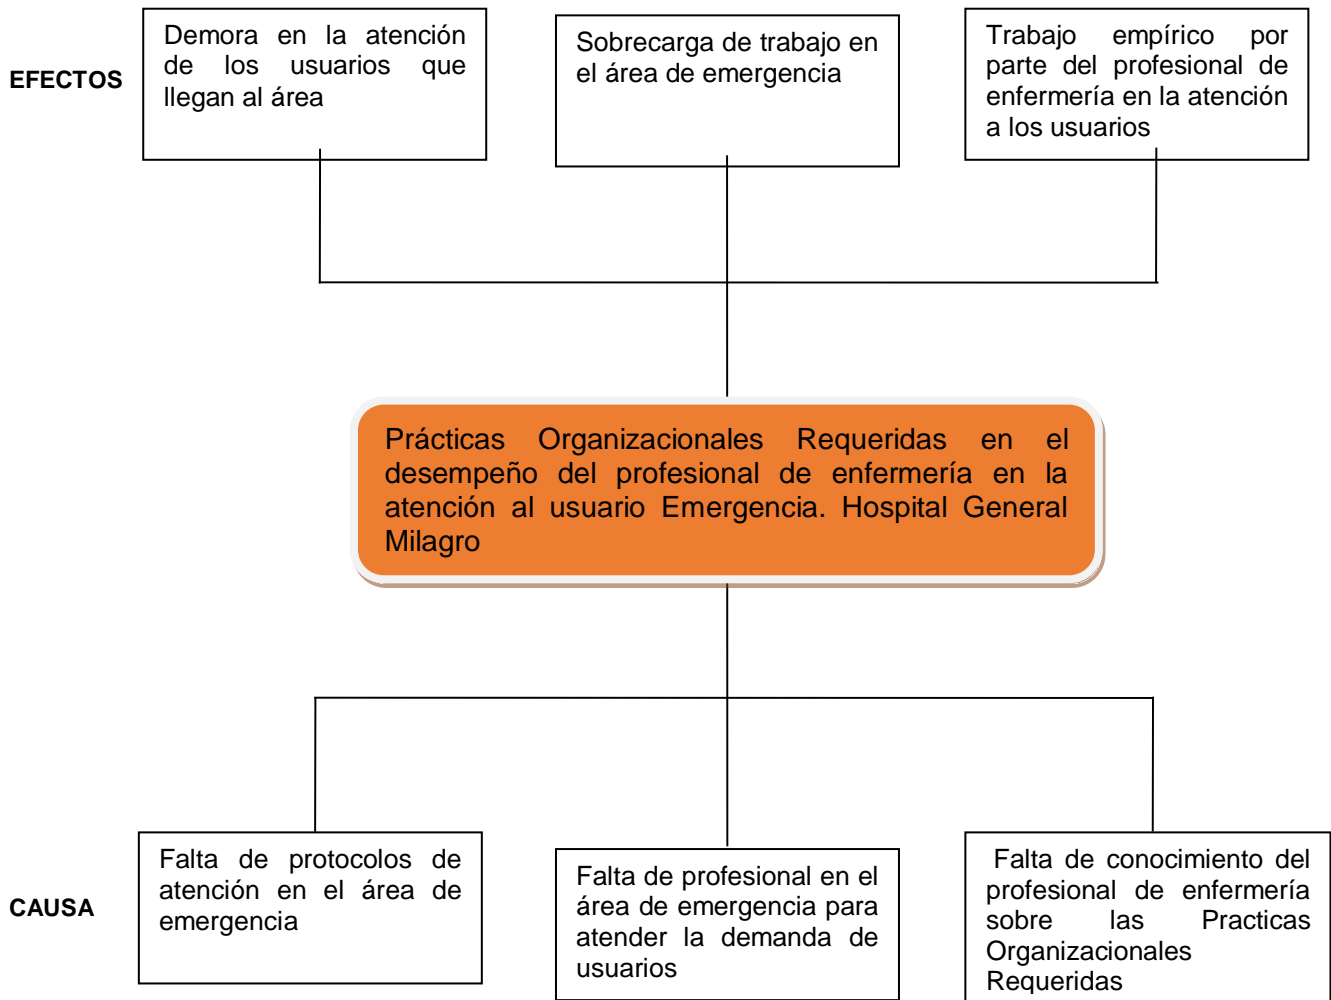 EFECTOS
Demora en la atención
de los usuarios que
llegan al área
Sobrecarga de trabajo en
el área de emergencia
Trabajo empírico por
parte del profesional de
enfermería en la atención
a los usuarios
Prácticas Organizacionales Requeridas en el
desempeño del profesional de enfermería en la
atención al usuario Emergencia. Hospital General
Milagro
CAUSA
Falta de protocolos de
atención en el área de
emergencia
Falta de profesional en el
área de emergencia para
atender la demanda de
usuarios
Falta de conocimiento del
profesional de enfermería
sobre las Practicas
Organizacionales
Requeridas